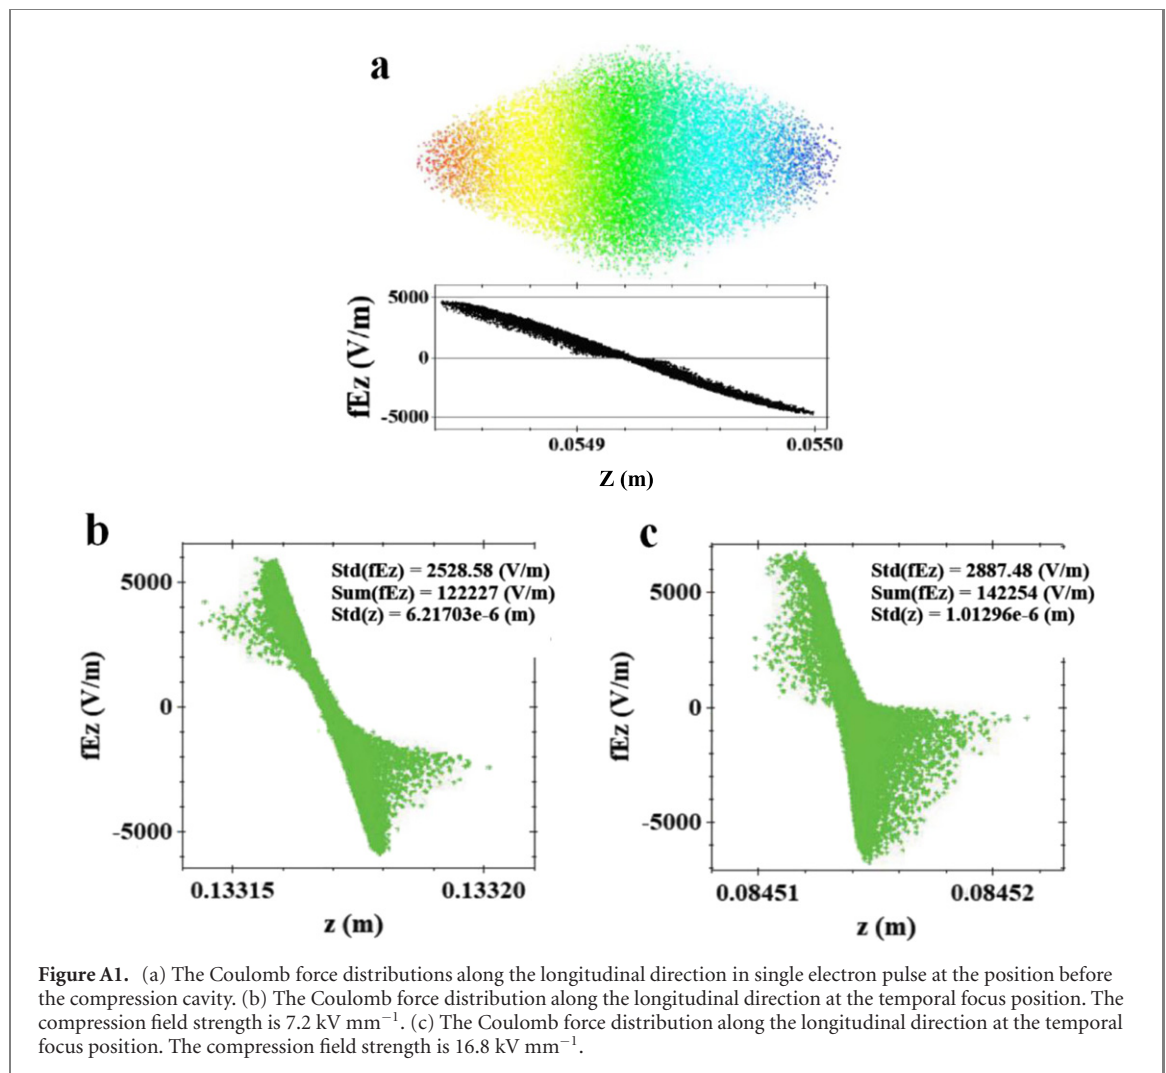 a
fEz (V/m)
5000
0
-5000
0.0549
0.0550
Z (m)
b
fEz (V/m)
5000
0
-5000
Std(fEz) = 2528.58 (V/m)
Sum(fEz) = 122227 (V/m)
Std(z) = 6.21703e-6 (m)
0.13315
0.13320
z (m)
c
fEz (V/m)
5000
0
-5000
Std(fEz) = 2887.48 (V/m)
Sum(fEz) = 142254 (V/m)
Std(z) = 1.01296e-6 (m)
0.08451
0.08452
z (m)
Figure A1. (a) The Coulomb force distributions along the longitudinal direction in single electron pulse at the position before
the compression cavity. (b) The Coulomb force distribution along the longitudinal direction at the temporal focus position. The
compression field strength is 7.2 kV mm⁻¹. (c) The Coulomb force distribution along the longitudinal direction at the temporal
focus position. The compression field strength is 16.8 kV mm⁻¹.